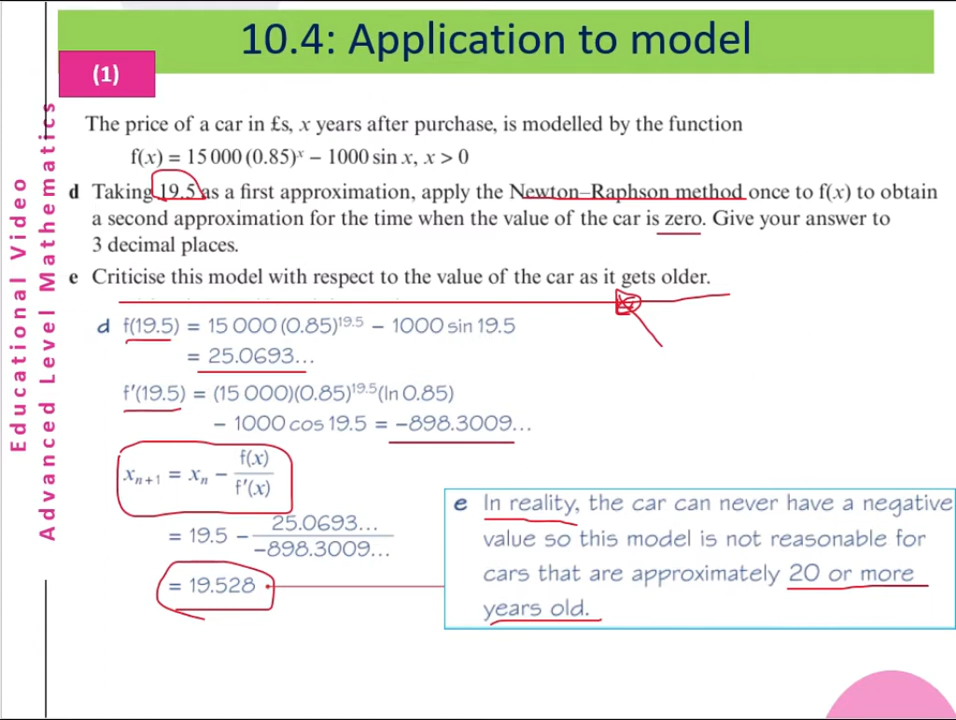 10.4: Application to model
(1)
Educational Video
Advanced Level Mathematics
The price of a car in £s, x years after purchase, is modelled by the function
f(x) = 15 000 (0.85)ˣ − 1000 sin x, x > 0
d Taking 19.5 as a first approximation, apply the Newton–Raphson method once to f(x) to obtain
a second approximation for the time when the value of the car is zero. Give your answer to
3 decimal places.
e Criticise this model with respect to the value of the car as it gets older.
d f(19.5) = 15 000 (0.85)^19.5 − 1000 sin 19.5
= 25.0693...
f′(19.5) = (15 000)(0.85)^19.5 (ln 0.85)
− 1000 cos 19.5 = −898.3009...
xₙ₊₁ = xₙ − f(x)/f′(x)
= 19.5 − 25.0693.../−898.3009...
= 19.528
e In reality, the car can never have a negative
value so this model is not reasonable for
cars that are approximately 20 or more
years old.